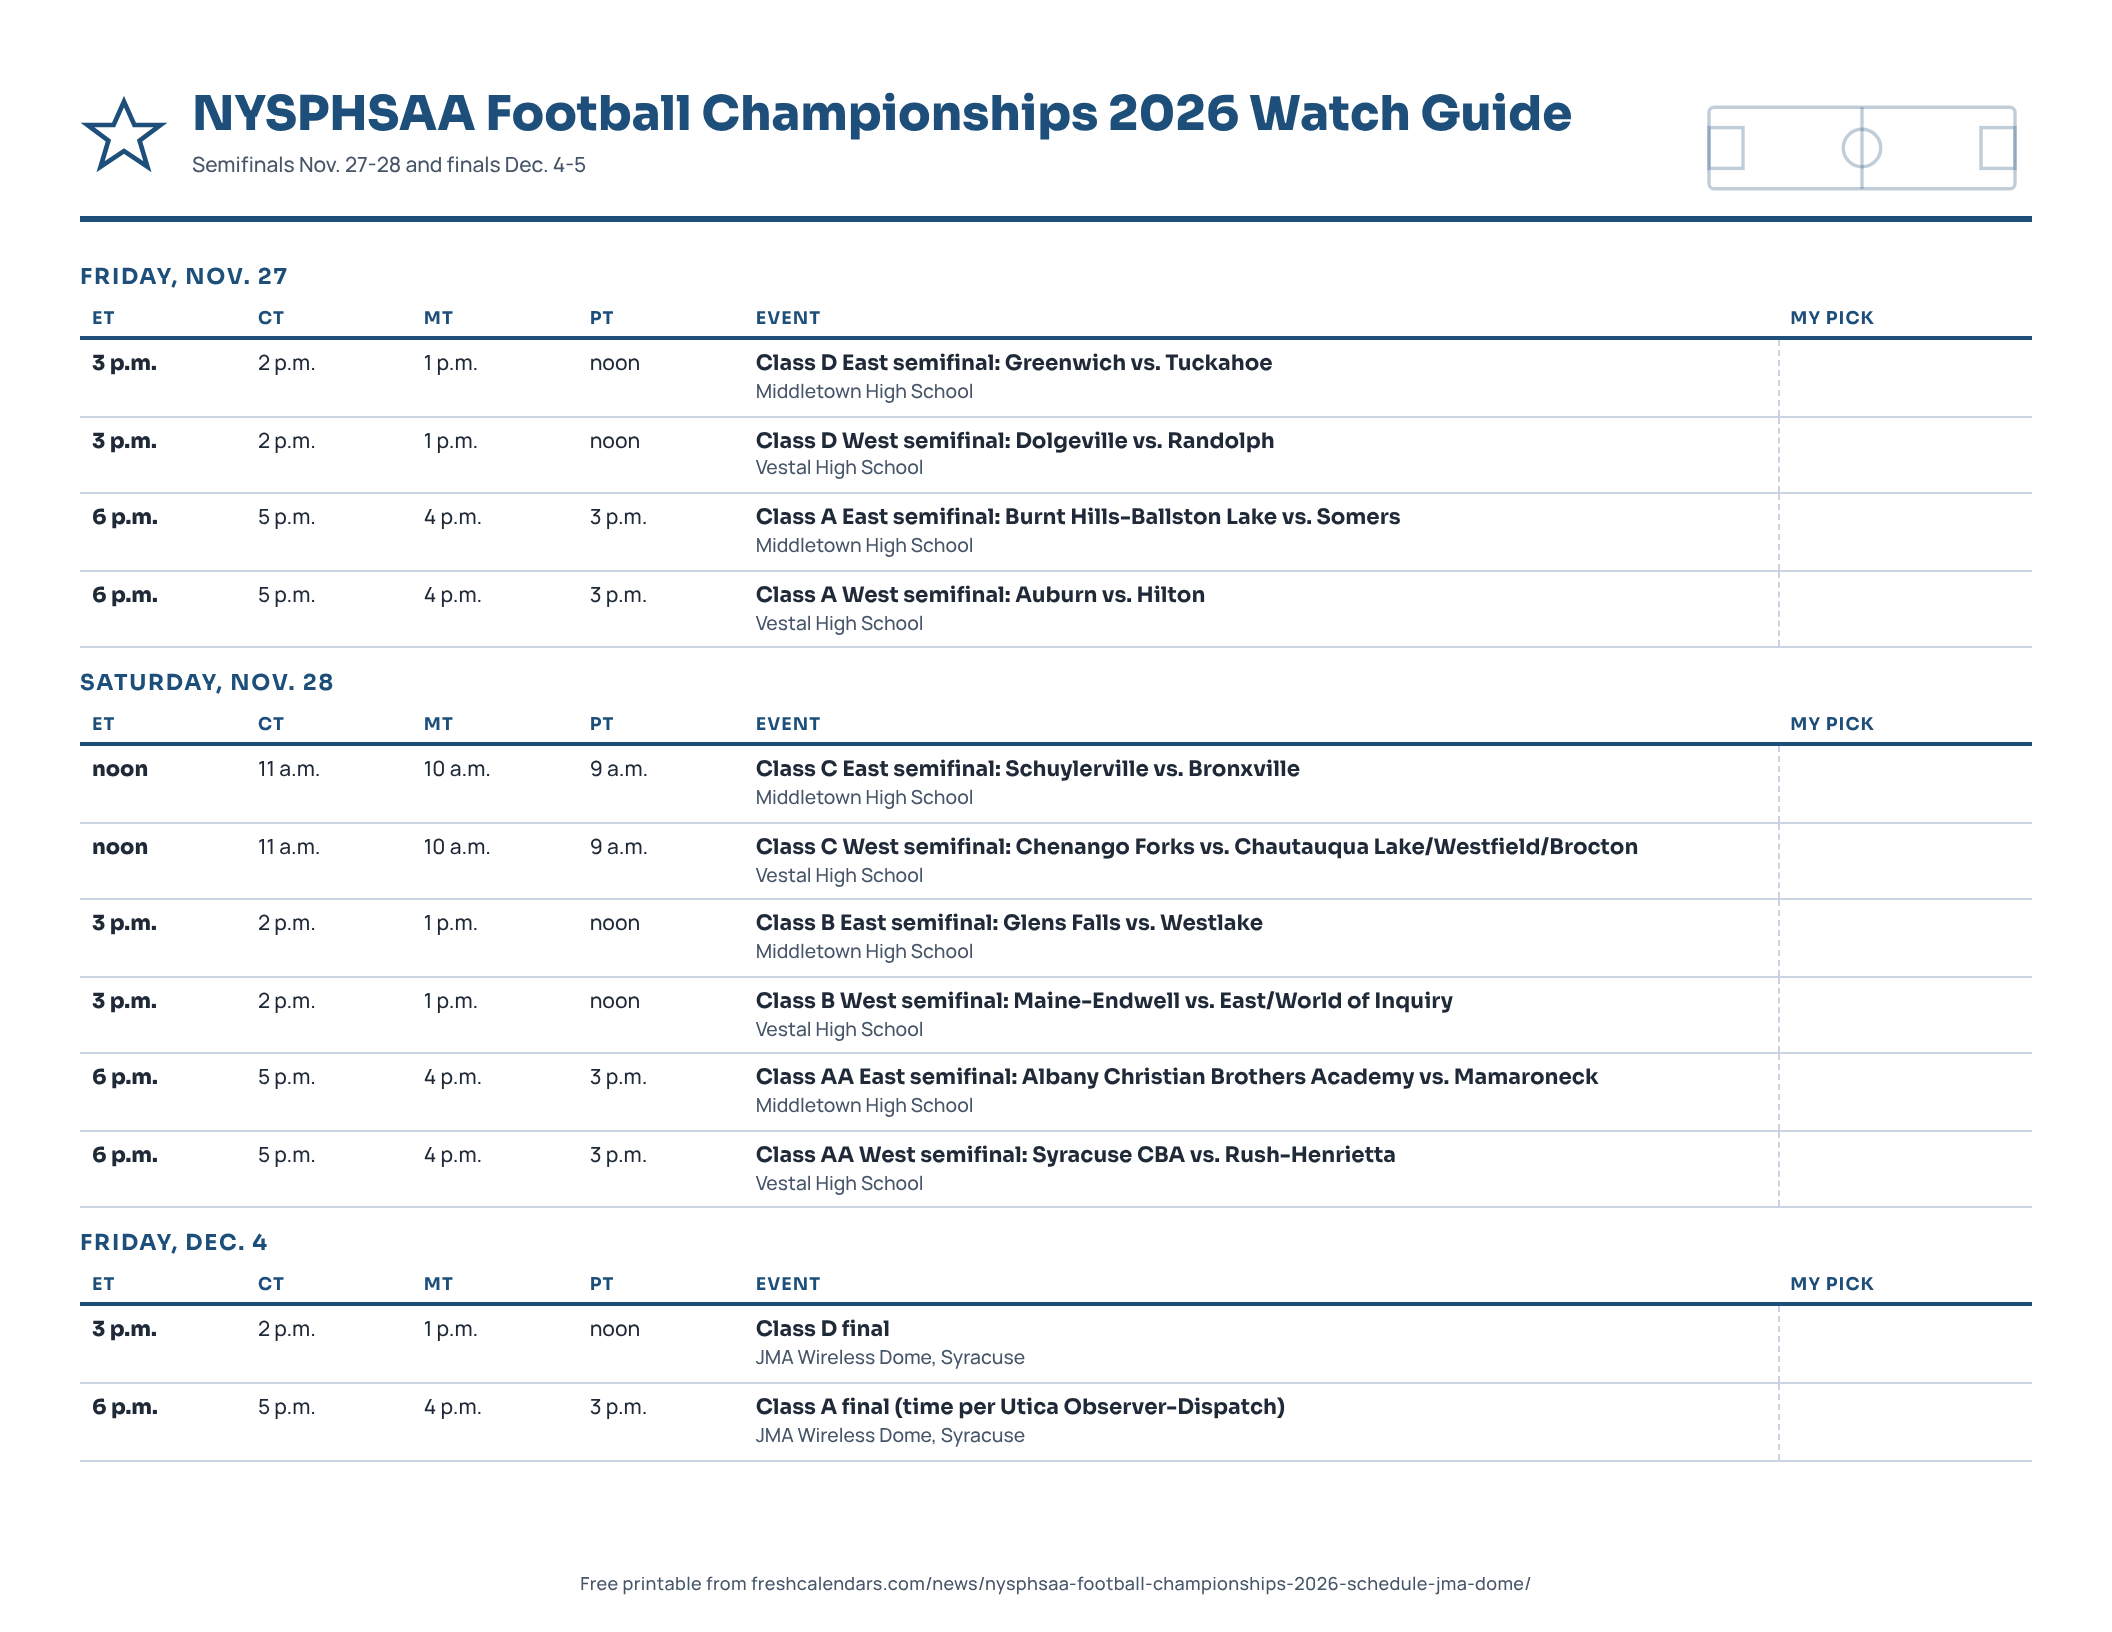 NYSPHSAA Football Championships 2026 Watch Guide
Semifinals Nov. 27-28 and finals Dec. 4-5
FRIDAY, NOV. 27
ET CT MT PT EVENT MY PICK
3 p.m. 2 p.m. 1 p.m. noon Class D East semifinal: Greenwich vs. Tuckahoe
Middletown High School
3 p.m. 2 p.m. 1 p.m. noon Class D West semifinal: Dolgeville vs. Randolph
Vestal High School
6 p.m. 5 p.m. 4 p.m. 3 p.m. Class A East semifinal: Burnt Hills-Ballston Lake vs. Somers
Middletown High School
6 p.m. 5 p.m. 4 p.m. 3 p.m. Class A West semifinal: Auburn vs. Hilton
Vestal High School
SATURDAY, NOV. 28
ET CT MT PT EVENT MY PICK
noon 11 a.m. 10 a.m. 9 a.m. Class C East semifinal: Schuylerville vs. Bronxville
Middletown High School
noon 11 a.m. 10 a.m. 9 a.m. Class C West semifinal: Chenango Forks vs. Chautauqua Lake/Westfield/Brocton
Vestal High School
3 p.m. 2 p.m. 1 p.m. noon Class B East semifinal: Glens Falls vs. Westlake
Middletown High School
3 p.m. 2 p.m. 1 p.m. noon Class B West semifinal: Maine-Endwell vs. East/World of Inquiry
Vestal High School
6 p.m. 5 p.m. 4 p.m. 3 p.m. Class AA East semifinal: Albany Christian Brothers Academy vs. Mamaroneck
Middletown High School
6 p.m. 5 p.m. 4 p.m. 3 p.m. Class AA West semifinal: Syracuse CBA vs. Rush-Henrietta
Vestal High School
FRIDAY, DEC. 4
ET CT MT PT EVENT MY PICK
3 p.m. 2 p.m. 1 p.m. noon Class D final
JMA Wireless Dome, Syracuse
6 p.m. 5 p.m. 4 p.m. 3 p.m. Class A final (time per Utica Observer-Dispatch)
JMA Wireless Dome, Syracuse
Free printable from freshcalendars.com/news/nysphsaa-football-championships-2026-schedule-jma-dome/